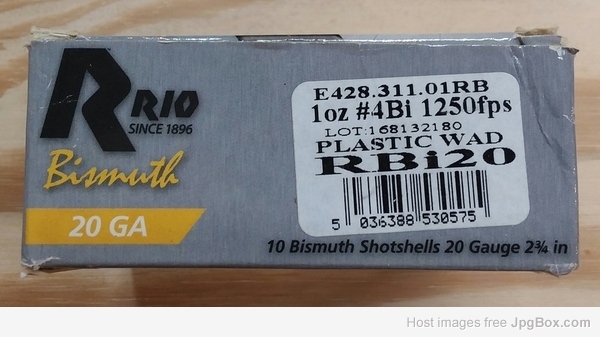 RRIO
SINCE 1896
Bismuth
20 GA
E428.311.01RB
1oz #4Bi 1250fps
LOT:168132180
PLASTIC WAD
RBi20
5 036388 530575
10 Bismuth Shotshells 20 Gauge 2¾ in
Host images free JpgBox.com